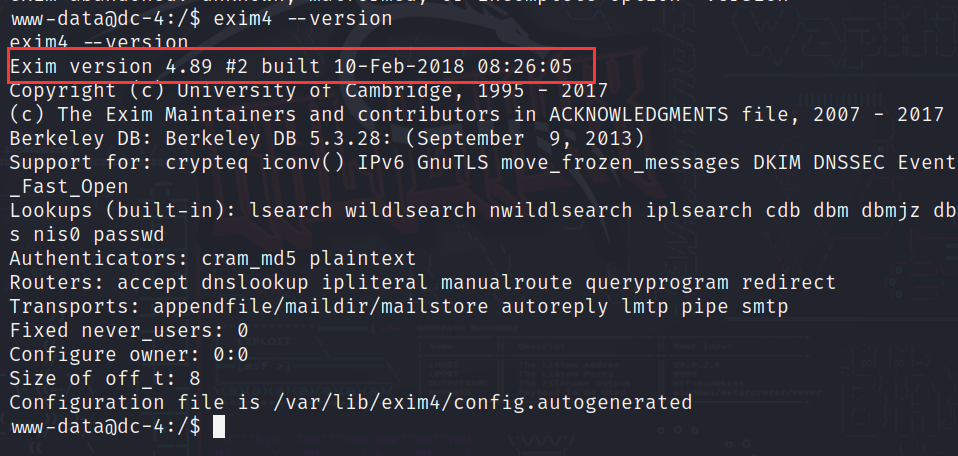 www-data@dc-4:/$ exim4 --version
exim4 --version
Exim version 4.89 #2 built 10-Feb-2018 08:26:05
Copyright (c) University of Cambridge, 1995 - 2017
(c) The Exim Maintainers and contributors in ACKNOWLEDGMENTS file, 2007 - 2017
Berkeley DB: Berkeley DB 5.3.28: (September  9, 2013)
Support for: crypteq iconv() IPv6 GnuTLS move_frozen_messages DKIM DNSSEC Event
_Fast_Open
Lookups (built-in): lsearch wildlsearch nwildlsearch iplsearch cdb dbm dbmjz db
s nis0 passwd
Authenticators: cram_md5 plaintext
Routers: accept dnslookup ipliteral manualroute queryprogram redirect
Transports: appendfile/maildir/mailstore autoreply lmtp pipe smtp
Fixed never_users: 0
Configure owner: 0:0
Size of off_t: 8
Configuration file is /var/lib/exim4/config.autogenerated
www-data@dc-4:/$